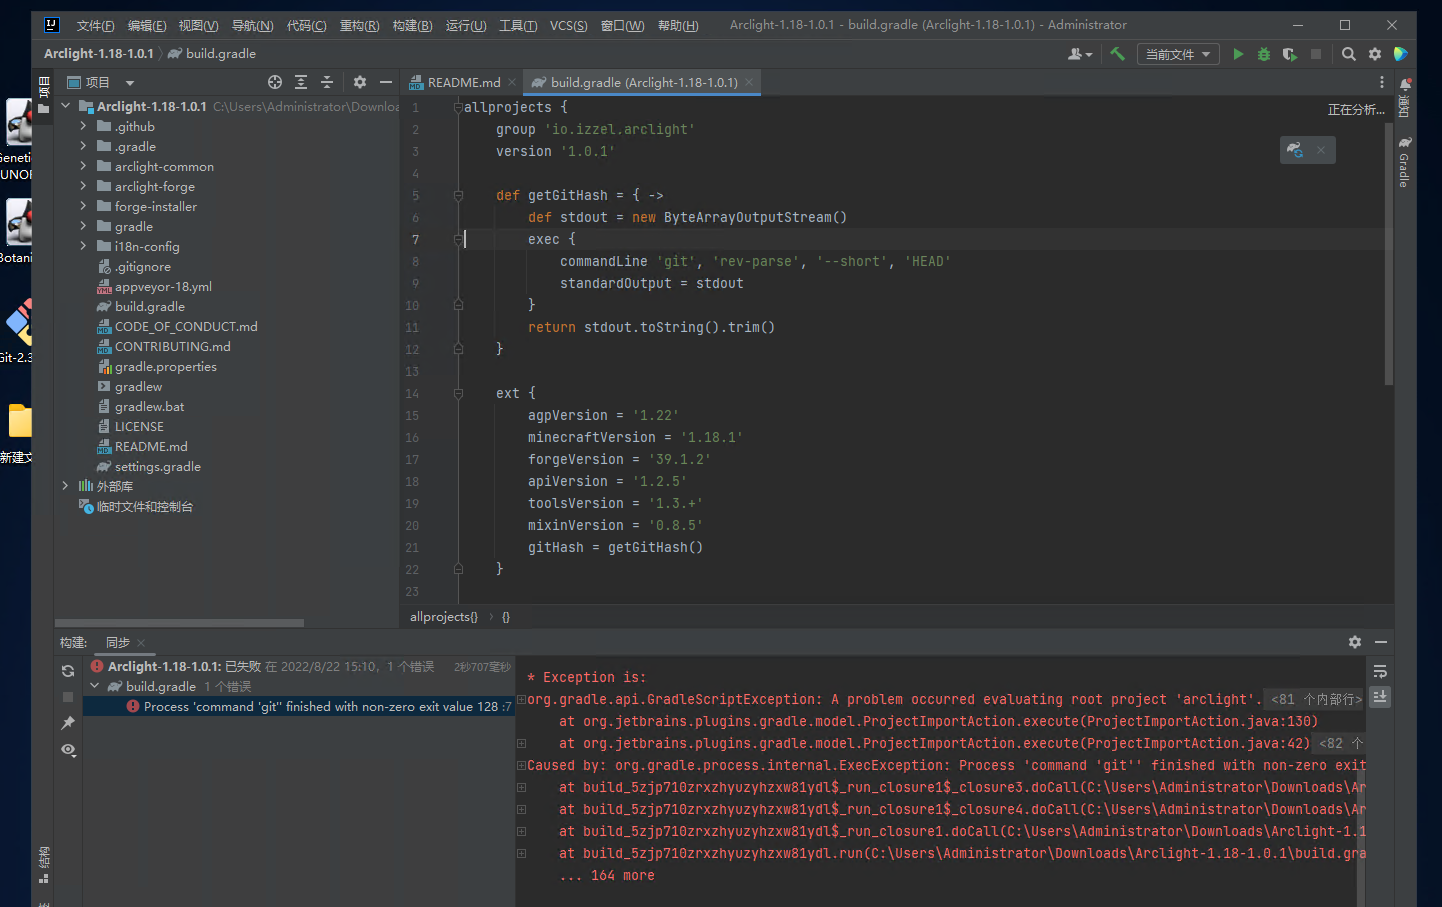 文件(F) 编辑(E) 视图(V) 导航(N) 代码(C) 重构(R) 构建(B) 运行(U) 工具(T) VCS(S) 窗口(W) 帮助(H) Arclight-1.18-1.0.1 - build.gradle (Arclight-1.18-1.0.1) - Administrator
Arclight-1.18-1.0.1 build.gradle 当前文件
项目
项目
README.md
build.gradle (Arclight-1.18-1.0.1)
Arclight-1.18-1.0.1 C:\Users\Administrator\Downloa
.github
.gradle
arclight-common
arclight-forge
forge-installer
gradle
i18n-config
.gitignore
appveyor-18.yml
build.gradle
CODE_OF_CONDUCT.md
CONTRIBUTING.md
gradle.properties
gradlew
gradlew.bat
LICENSE
README.md
settings.gradle
外部库
临时文件和控制台
Genetic
UNOF
Botani
Git-2.3
新建文
1 allprojects {
2 group 'io.izzel.arclight'
3 version '1.0.1'
4
5 def getGitHash = { ->
6 def stdout = new ByteArrayOutputStream()
7 exec {
8 commandLine 'git', 'rev-parse', '--short', 'HEAD'
9 standardOutput = stdout
10 }
11 return stdout.toString().trim()
12 }
13
14 ext {
15 agpVersion = '1.22'
16 minecraftVersion = '1.18.1'
17 forgeVersion = '39.1.2'
18 apiVersion = '1.2.5'
19 toolsVersion = '1.3.+'
20 mixinVersion = '0.8.5'
21 gitHash = getGitHash()
22 }
23
正在分析...
通知
Gradle
allprojects{} {}
构建: 同步
Arclight-1.18-1.0.1: 已失败 在 2022/8/22 15:10，1 个错误 2秒707毫秒
build.gradle 1 个错误
Process 'command 'git'' finished with non-zero exit value 128 :7
* Exception is:
org.gradle.api.GradleScriptException: A problem occurred evaluating root project 'arclight'. <81 个内部行>
at org.jetbrains.plugins.gradle.model.ProjectImportAction.execute(ProjectImportAction.java:130)
at org.jetbrains.plugins.gradle.model.ProjectImportAction.execute(ProjectImportAction.java:42) <82 个
Caused by: org.gradle.process.internal.ExecException: Process 'command 'git'' finished with non-zero exit
at build_5zjp710zrxzhyuzyhzxw81ydl$_run_closure1$_closure3.doCall(C:\Users\Administrator\Downloads\Ar
at build_5zjp710zrxzhyuzyhzxw81ydl$_run_closure1$_closure4.doCall(C:\Users\Administrator\Downloads\Ar
at build_5zjp710zrxzhyuzyhzxw81ydl$_run_closure1.doCall(C:\Users\Administrator\Downloads\Arclight-1.1
at build_5zjp710zrxzhyuzyhzxw81ydl.run(C:\Users\Administrator\Downloads\Arclight-1.18-1.0.1\build.gra
... 164 more
结构